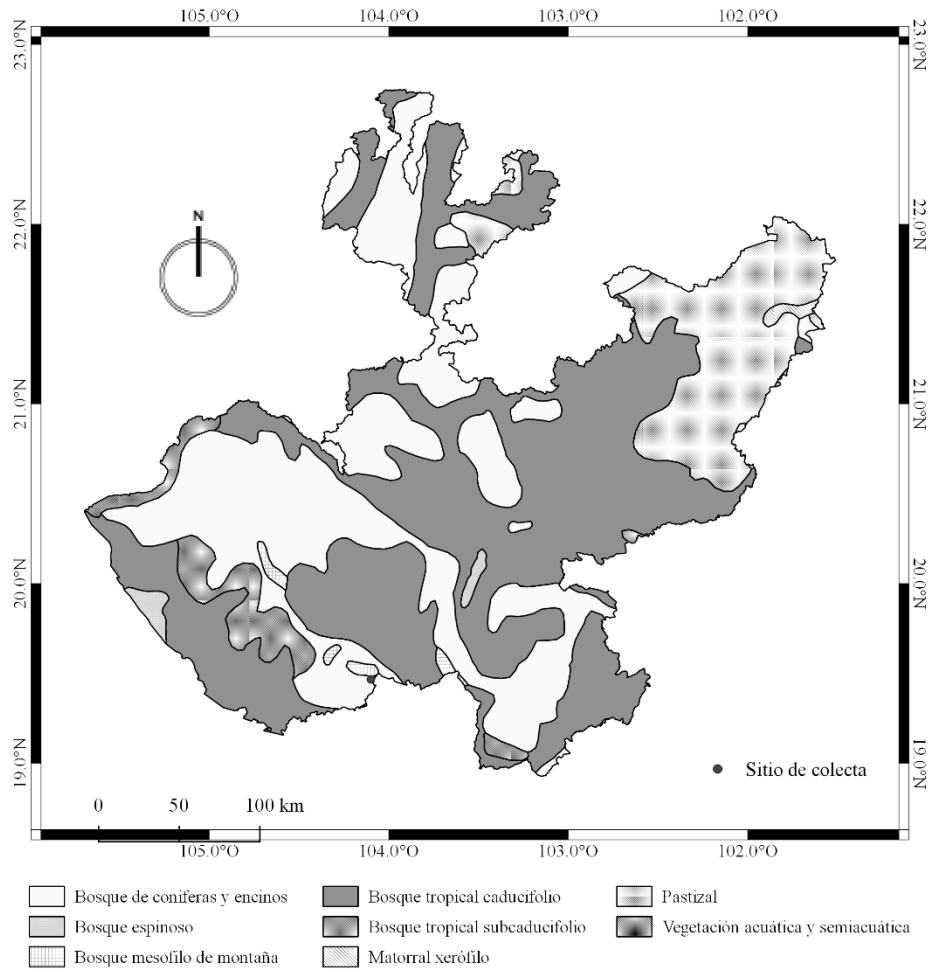 105.0°O 104.0°O 103.0°O 102.0°O
23.0°N 23.0°N
N
22.0°N 22.0°N
21.0°N 21.0°N
20.0°N 20.0°N
19.0°N 19.0°N
Sitio de colecta
0 50 100 km
105.0°O 104.0°O 103.0°O 102.0°O
Bosque de coniferas y encinos Bosque tropical caducifolio Pastizal
Bosque espinoso Bosque tropical subcaducifolio Vegetación acuática y semiacuática
Bosque mesofilo de montaña Matorral xerófilo